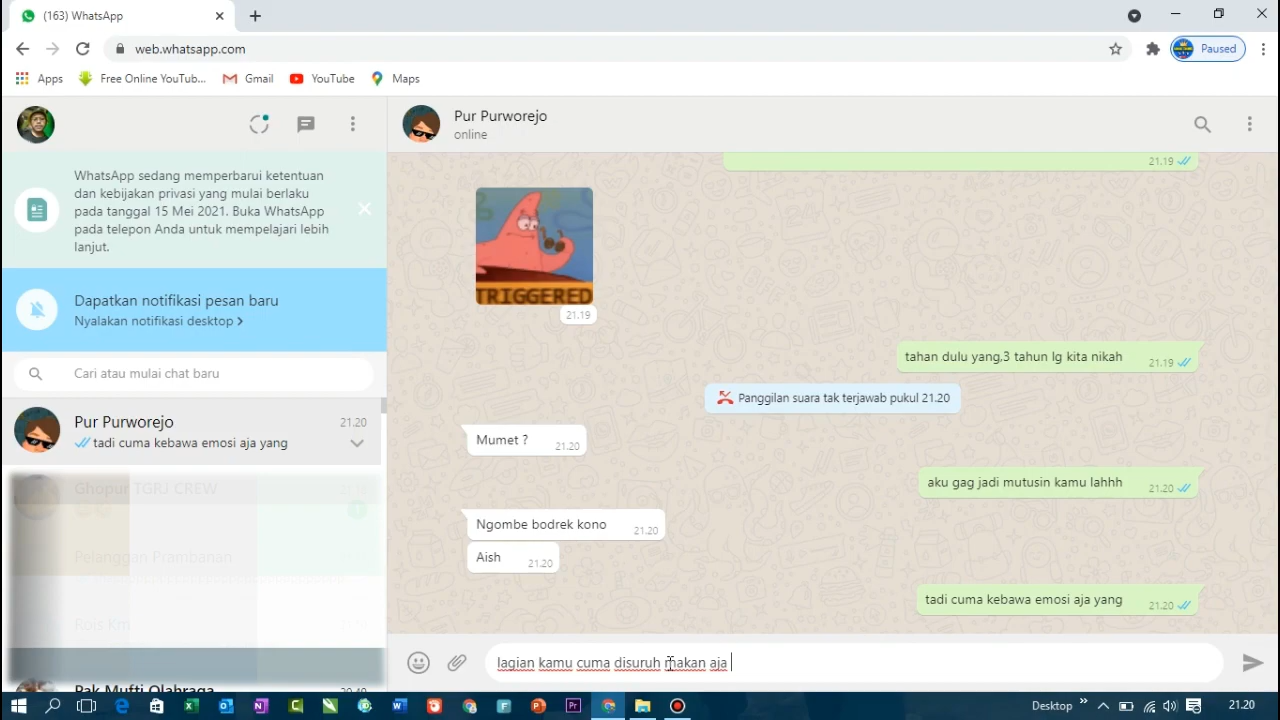 (163) WhatsApp
web.whatsapp.com
Paused
Apps
Free Online YouTub...
Gmail
YouTube
Maps
WhatsApp sedang memperbarui ketentuan
dan kebijakan privasi yang mulai berlaku
pada tanggal 15 Mei 2021. Buka WhatsApp
pada telepon Anda untuk mempelajari lebih
lanjut.
Dapatkan notifikasi pesan baru
Nyalakan notifikasi desktop >
Cari atau mulai chat baru
Pur Purworejo
21.20
tadi cuma kebawa emosi aja yang
Ghopur TGRJ CREW
Pelanggan Prambanan
Pak Mufti Olahraga
Pur Purworejo
online
21.19
TRIGGERED
21.19
tahan dulu yang,3 tahun lg kita nikah
21.19
Panggilan suara tak terjawab pukul 21.20
Mumet ?
21.20
aku gag jadi mutusin kamu lahhh
21.20
Ngombe bodrek kono
21.20
Aish
21.20
tadi cuma kebawa emosi aja yang
21.20
lagian kamu cuma disuruh makan aja
Desktop
21.20